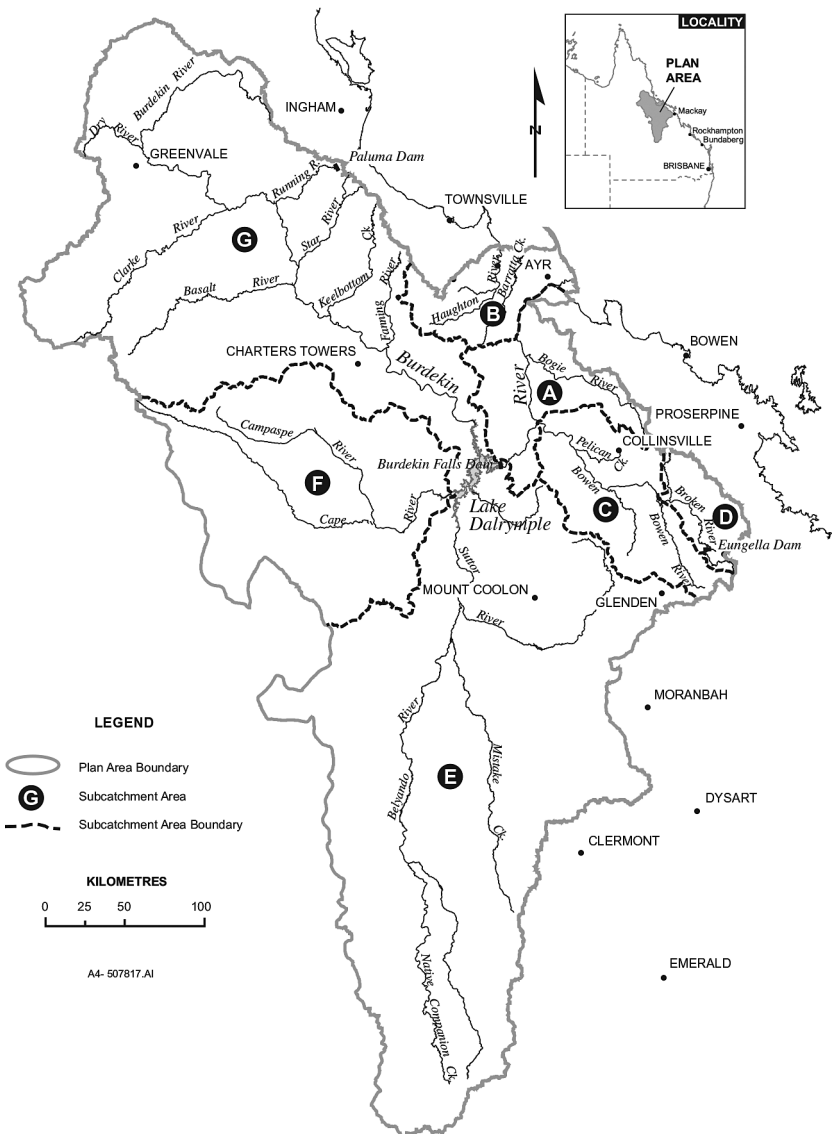 LOCALITY
PLAN
AREA
Mackay
Rockhampton
Bundaberg
BRISBANE
N
INGHAM
Burdekin River
Dry
River
GREENVALE
Paluma Dam
Running R.
TOWNSVILLE
Clarke River
G
Star River
Ck.
Keelbottom
Basalt River
Fanning River
River
Barratta Ck.
AYR
Haughton
B
BOWEN
CHARTERS TOWERS
Burdekin
River
Bogie River
A
PROSERPINE
Campaspe River
Pelican Ck.
COLLINSVILLE
Burdekin Falls Dam
F
Bowen
Broken River
D
Cape River
Lake
Dalrymple
C
Bowen River
Eungella Dam
Suttor
MOUNT COOLON
GLENDEN
River
MORANBAH
LEGEND
Plan Area Boundary
G
Subcatchment Area
Subcatchment Area Boundary
Belyando River
E
Mistake Ck.
DYSART
CLERMONT
KILOMETRES
0 25 50 100
A4- 507817.AI
EMERALD
Native Companion Ck.